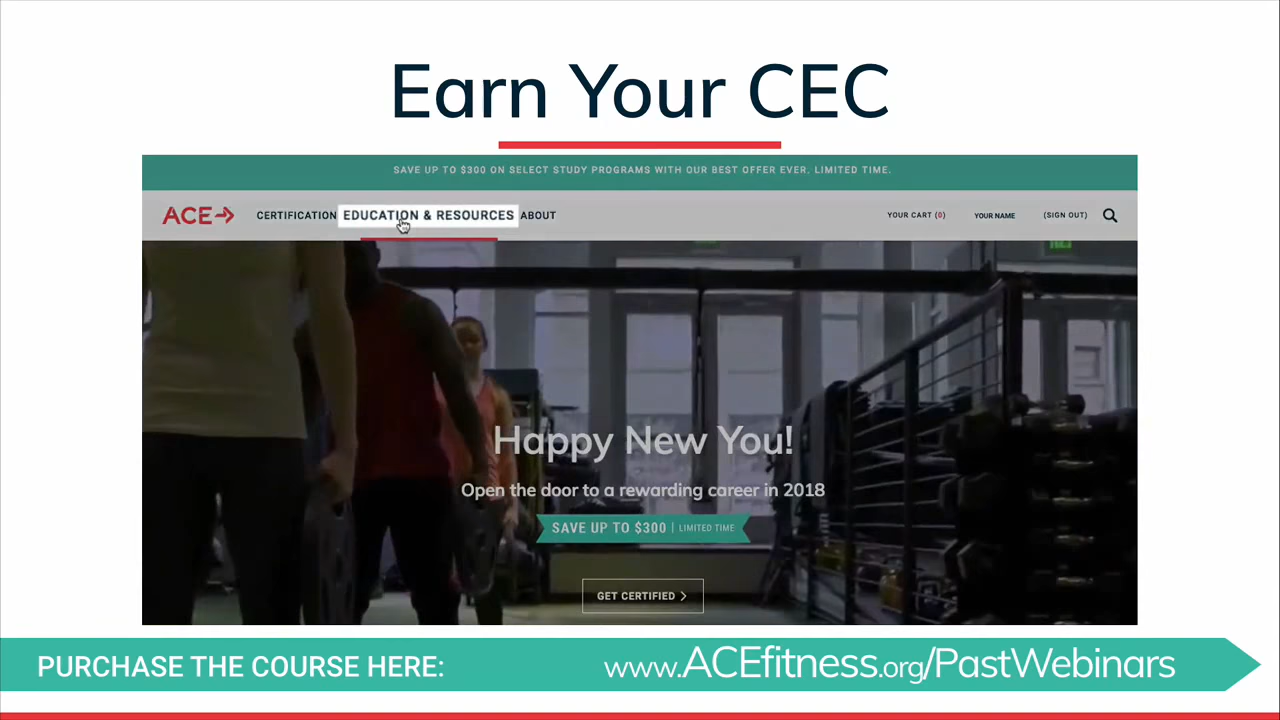 Earn Your CEC
SAVE UP TO $300 ON SELECT STUDY PROGRAMS WITH OUR BEST OFFER EVER. LIMITED TIME.
ACE CERTIFICATION EDUCATION & RESOURCES ABOUT YOUR CART (0) YOUR NAME (SIGN OUT)
Happy New You!
Open the door to a rewarding career in 2018
SAVE UP TO $300 | LIMITED TIME
GET CERTIFIED
PURCHASE THE COURSE HERE: www.ACEfitness.org/PastWebinars